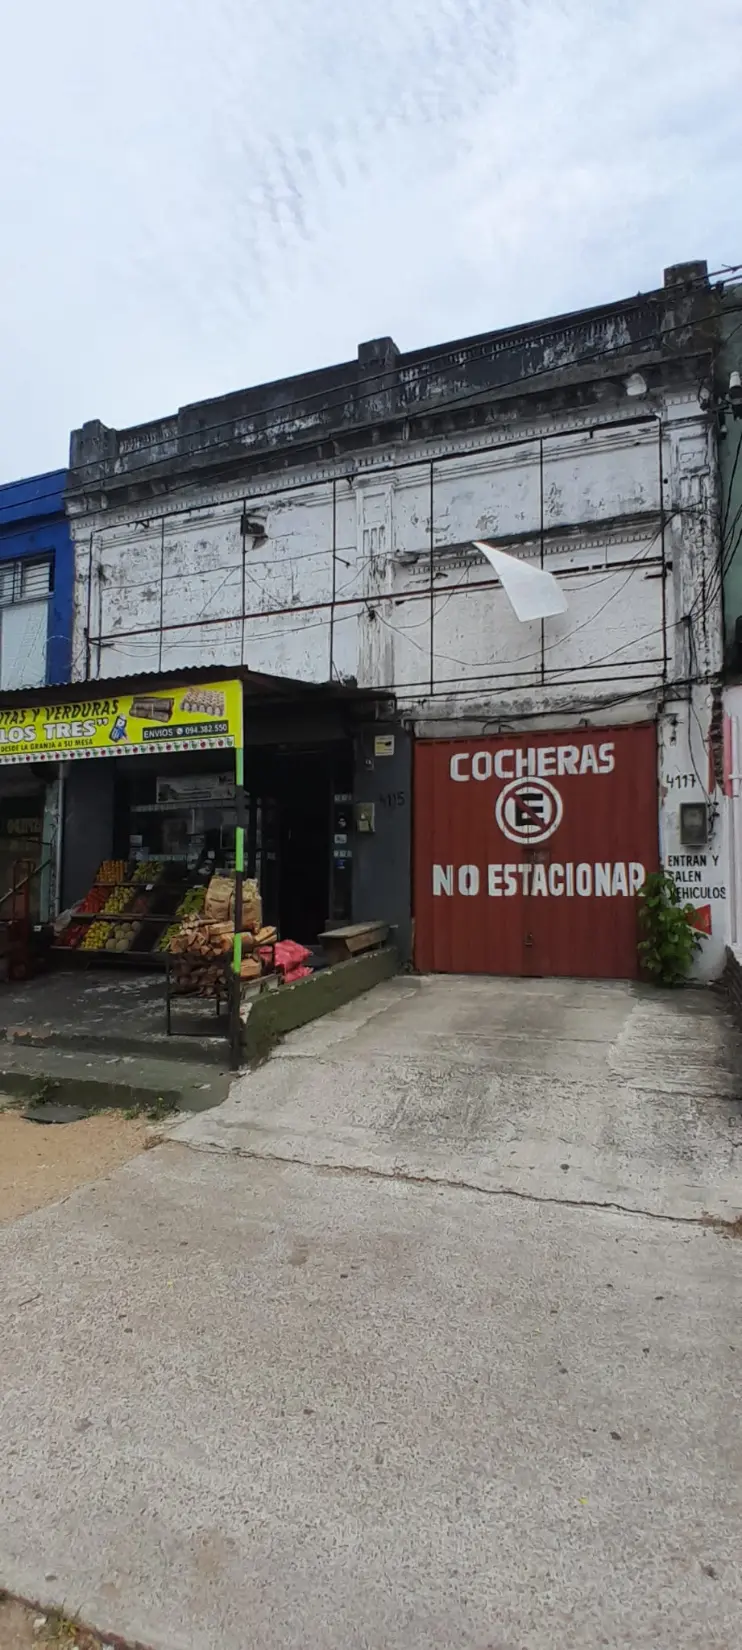 TAS Y VERDURAS
"LOS TRES"
DESDE LA GRANJA A SU MESA
ENVIOS 094.382.550
COCHERAS
E
NO ESTACIONAR
4115
4117
ENTRAN Y
SALEN
VEHICULOS